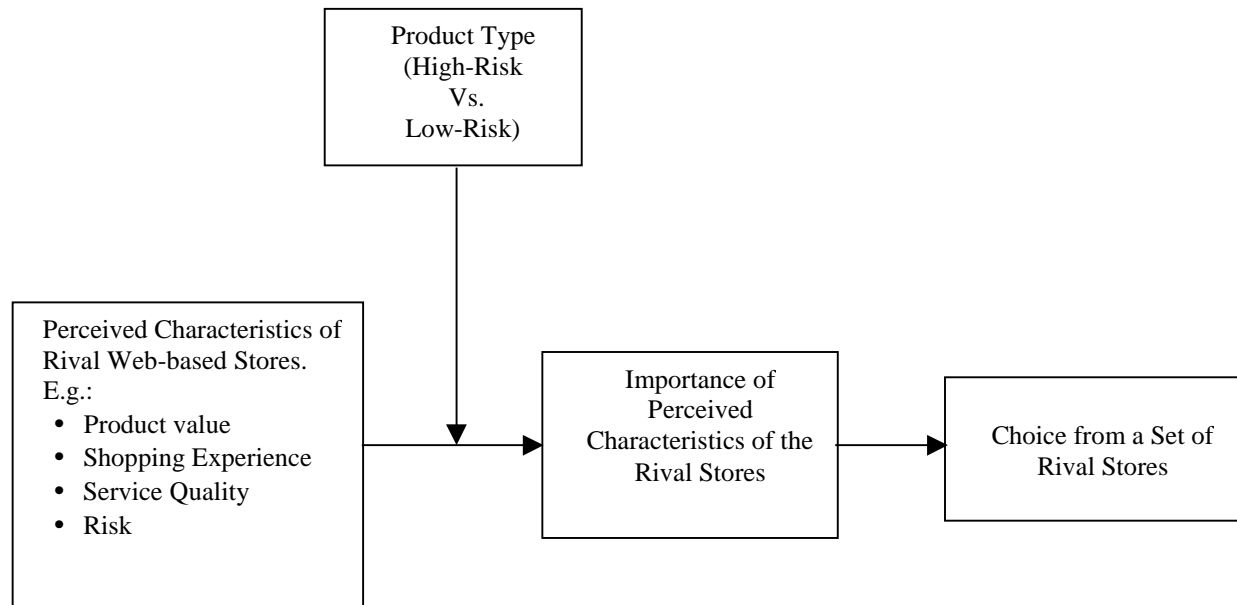 Product Type
(High-Risk
Vs.
Low-Risk)
Perceived Characteristics of
Rival Web-based Stores.
E.g.:
• Product value
• Shopping Experience
• Service Quality
• Risk
Importance of
Perceived
Characteristics of the
Rival Stores
Choice from a Set of
Rival Stores